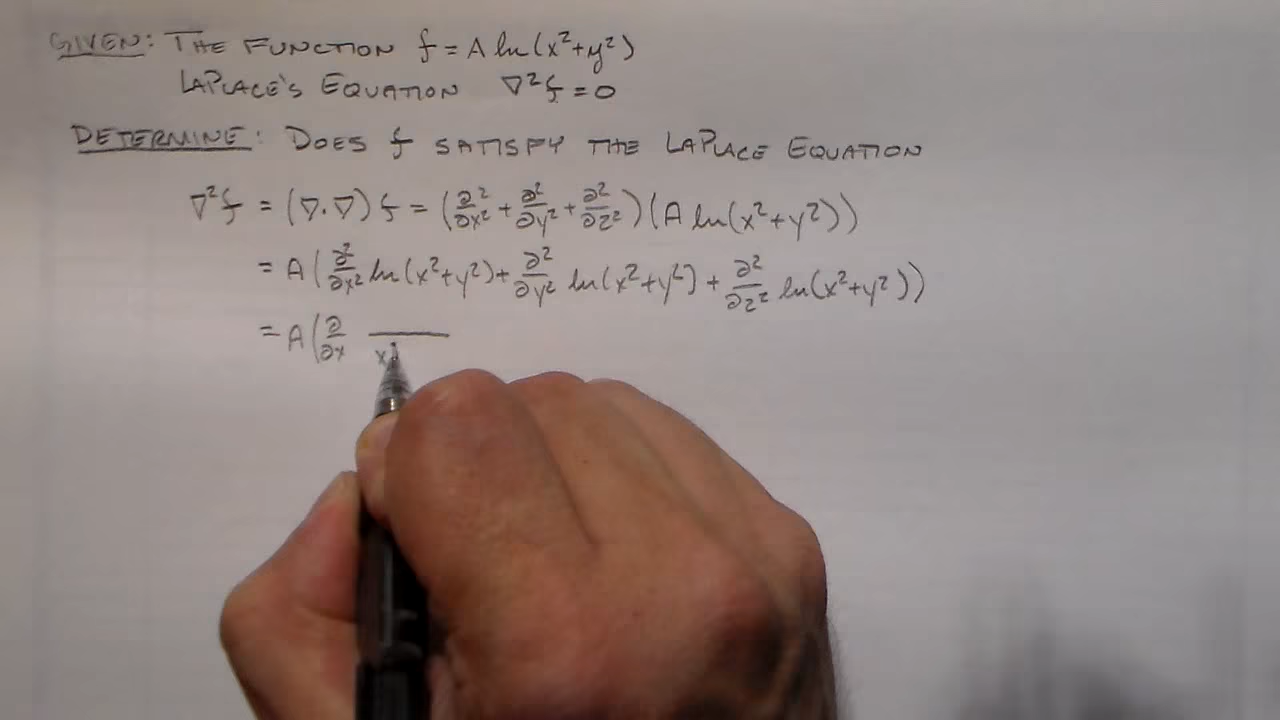 GIVEN: THE FUNCTION f = A ln(x²+y²)
LAPLACE'S EQUATION ∇²f = 0
DETERMINE: DOES f SATISFY THE LAPLACE EQUATION
∇²f = (∇·∇) f = (∂²/∂x² + ∂²/∂y² + ∂²/∂z²)(A ln(x²+y²))
= A(∂²/∂x² ln(x²+y²) + ∂²/∂y² ln(x²+y²) + ∂²/∂z² ln(x²+y²))
= A(∂/∂x ―/x